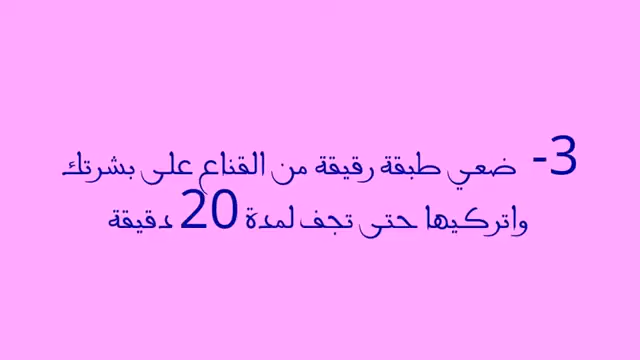 3- ضعي طبقة رقيقة من القناع على بشرتك
واتركيها حتى تجف لمدة 20 دقيقة